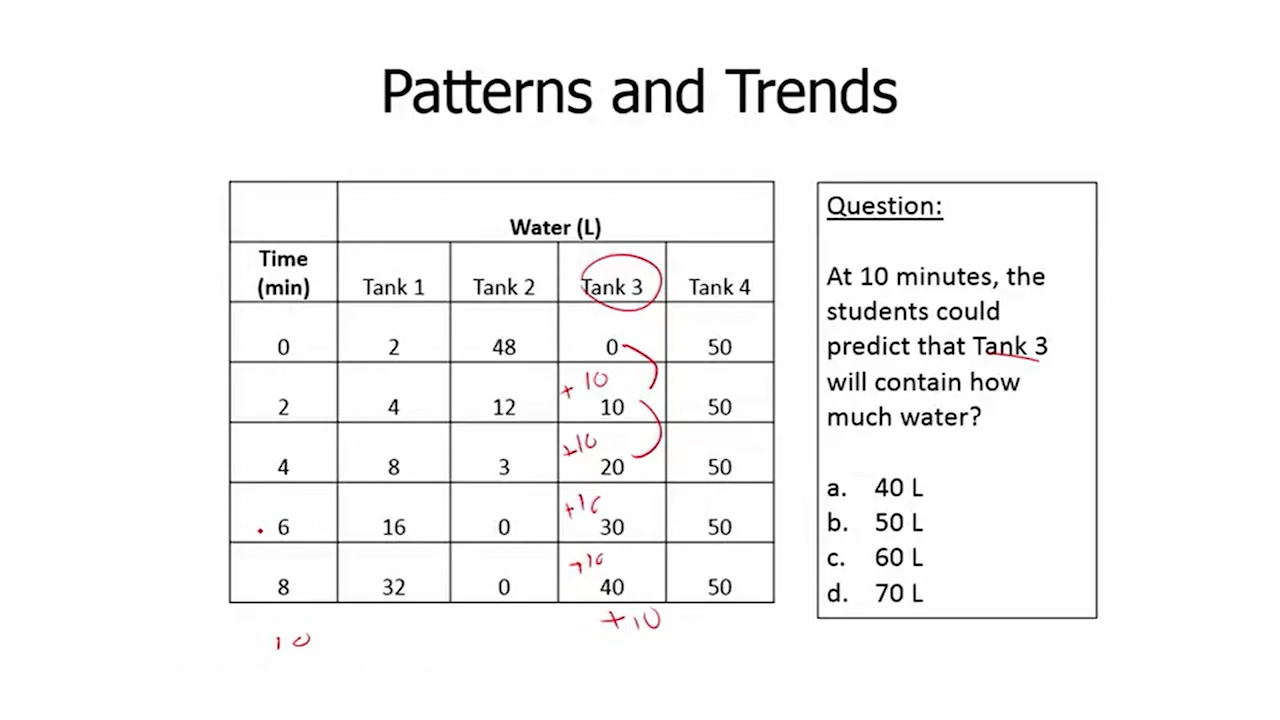 Patterns and Trends
Water (L)
Time (min) Tank 1 Tank 2 Tank 3 Tank 4
0 2 48 0 50
+ 10
2 4 12 10 50
+10
4 8 3 20 50
+10
6 16 0 30 50
+10
8 32 0 40 50
+10
10
Question:
At 10 minutes, the
students could
predict that Tank 3
will contain how
much water?
a. 40 L
b. 50 L
c. 60 L
d. 70 L